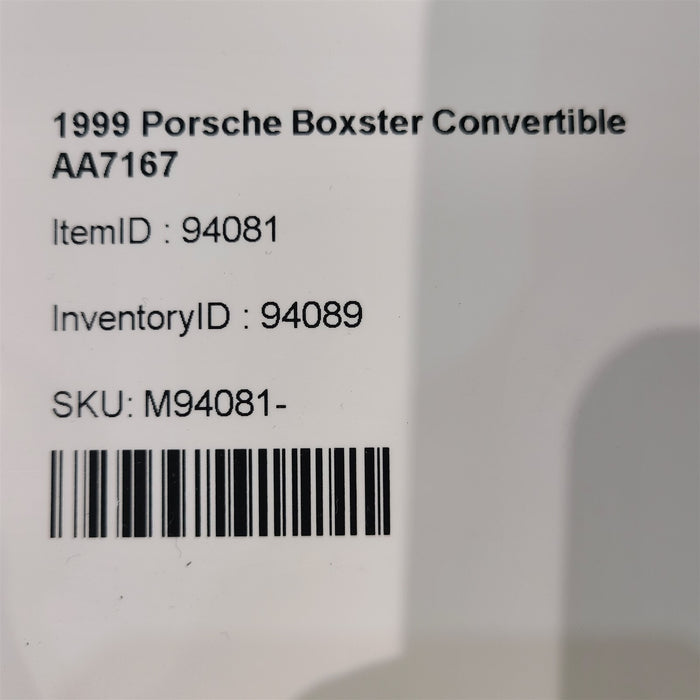 1999 Porsche Boxster Convertible
AA7167
ItemID : 94081
InventoryID : 94089
SKU: M94081-